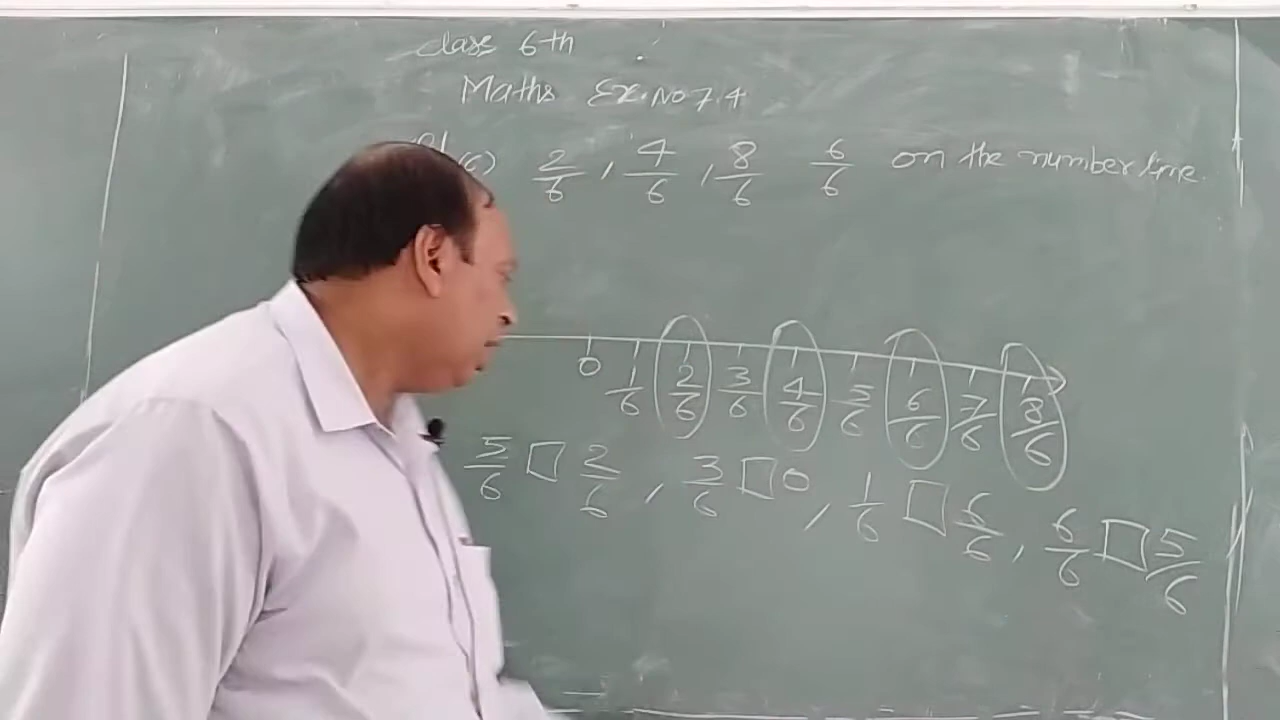 Class 6th
Maths Ex. No 7.4
(c) 2/6, 4/6, 8/6 6/6 on the number line.
0 1/6 2/6 3/6 4/6 5/6 6/6 7/6 8/6
5/6 □ 2/6, 3/6 □ 0, 1/6 □ 6/6, 6/6 □ 5/6